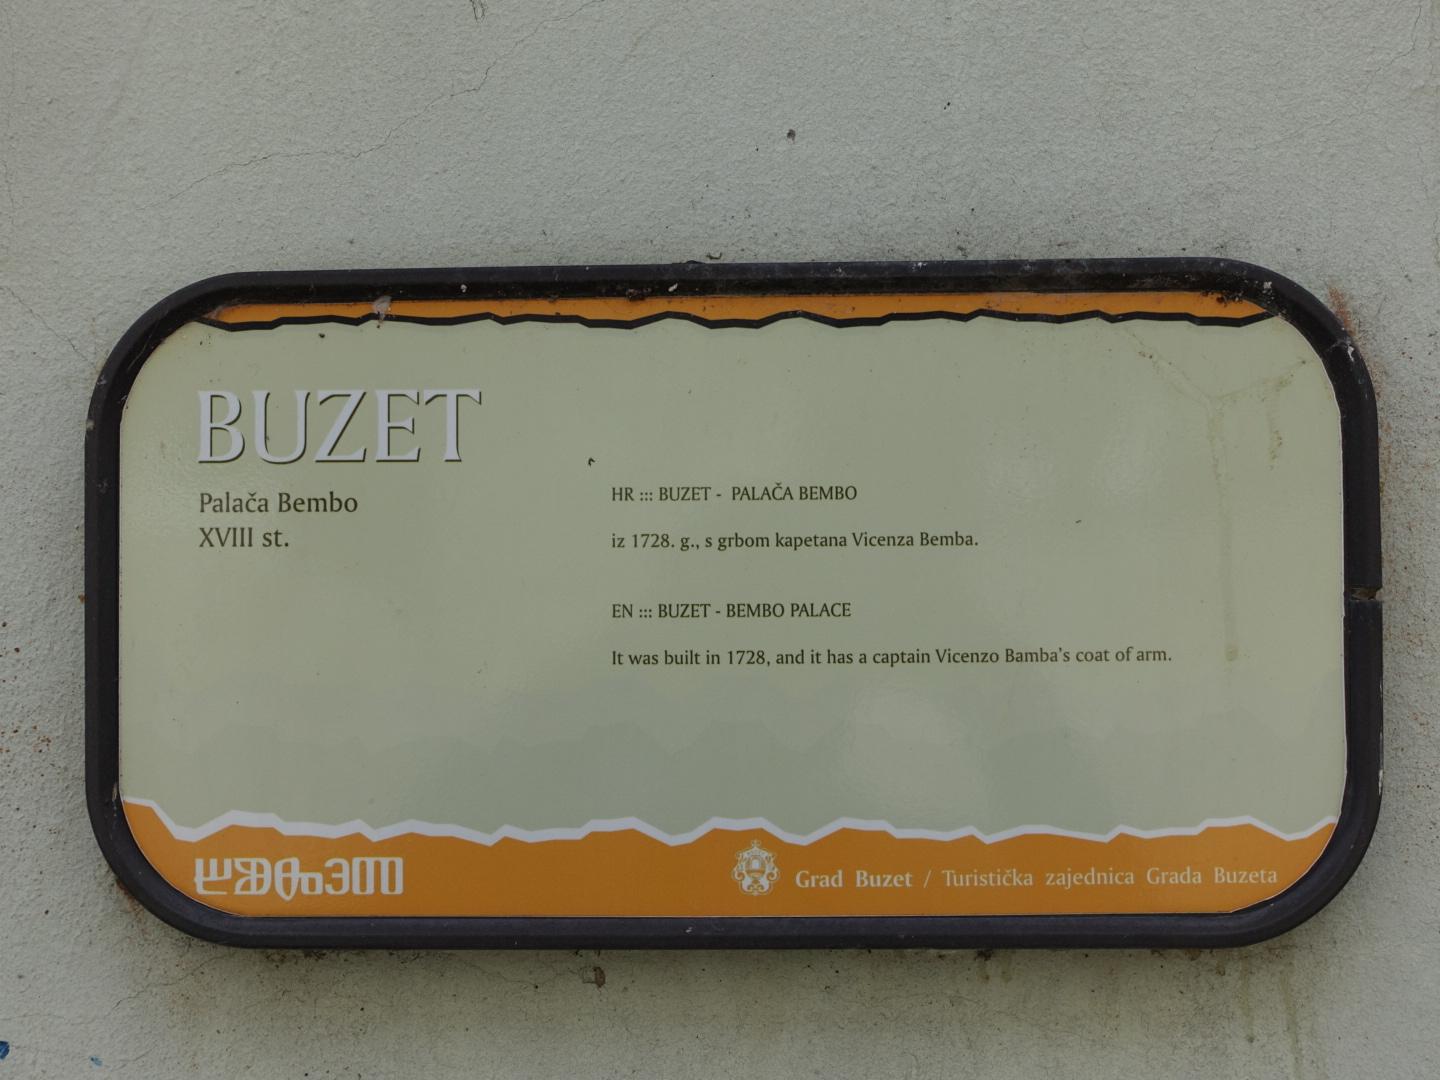 BUZET
Palača Bembo
XVIII st.
HR ::: BUZET - PALAČA BEMBO
iz 1728. g., s grbom kapetana Vicenza Bemba.
EN ::: BUZET - BEMBO PALACE
It was built in 1728, and it has a captain Vicenzo Bamba's coat of arm.
ⰱⰲⰸⰵⱅ
Grad Buzet / Turistička zajednica Grada Buzeta